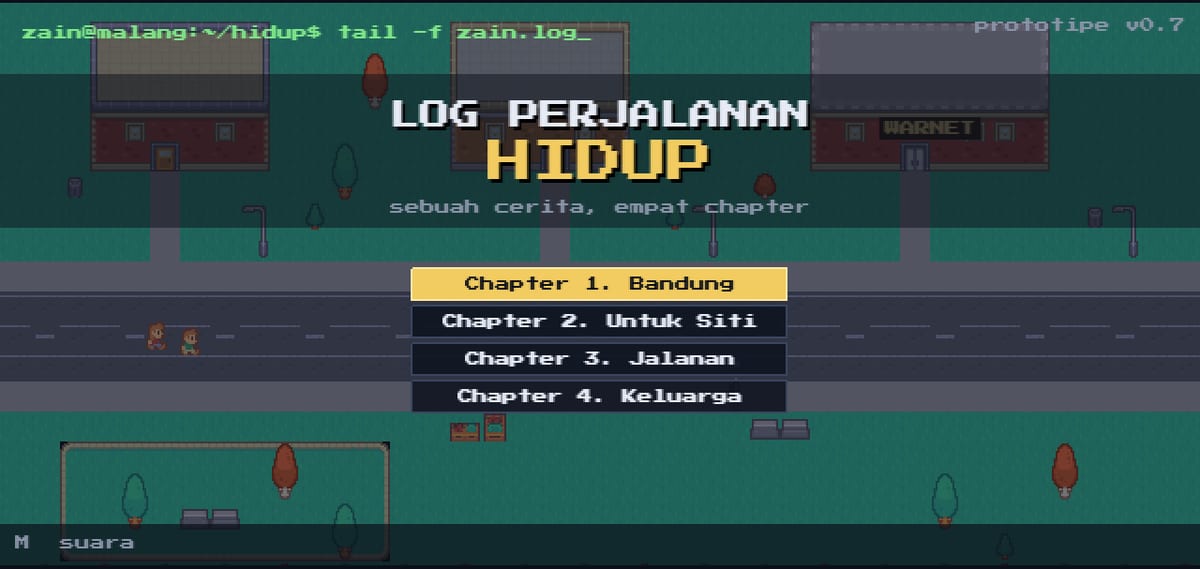 zain@malang:~/hidup$ tail -f zain.log_
prototipe v0.7
LOG PERJALANAN
HIDUP
WARNET
sebuah cerita, empat chapter
Chapter 1. Bandung
Chapter 2. Untuk Siti
Chapter 3. Jalanan
Chapter 4. Keluarga
M suara